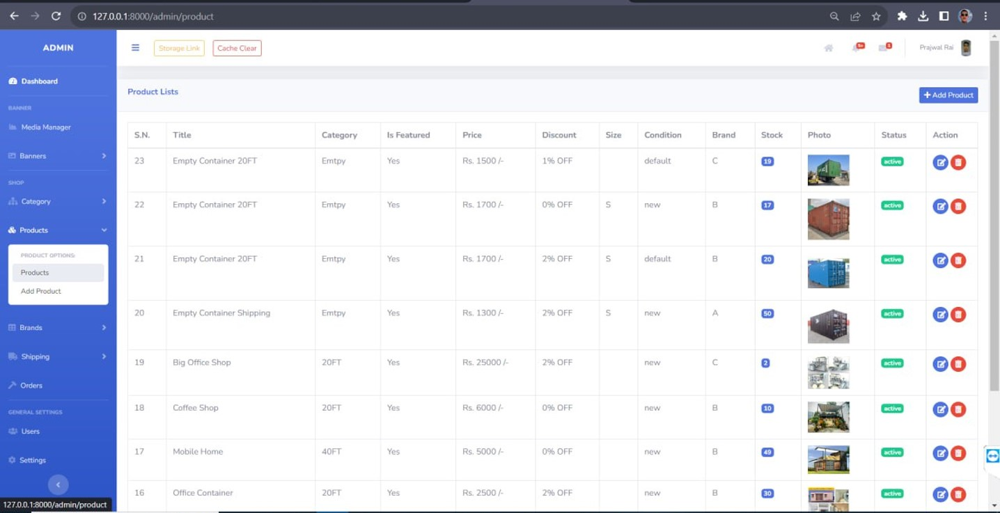 127.0.0.1:8000/admin/product
ADMIN
Storage Link Cache Clear 5+ 5 Prajwal Rai
Dashboard
BANNER
Media Manager
Banners
SHOP
Category
Products
PRODUCT OPTIONS:
Products
Add Product
Brands
Shipping
Orders
GENERAL SETTINGS
Users
Settings
127.0.0.1:8000/admin/product
Product Lists
Add Product
S.N. Title Category Is Featured Price Discount Size Condition Brand Stock Photo Status Action
23 Empty Container 20FT Emtpy Yes Rs. 1500 /- 1% OFF default C 19 active
22 Empty Container 20FT Emtpy Yes Rs. 1700 /- 0% OFF S new B 17 active
21 Empty Container 20FT Emtpy Yes Rs. 1700 /- 2% OFF S default B 20 active
20 Empty Container Shipping Emtpy Yes Rs. 1300 /- 2% OFF S new A 50 active
19 Big Office Shop 20FT Yes Rs. 25000 /- 2% OFF new C 2 active
18 Coffee Shop 20FT Yes Rs. 6000 /- 0% OFF new B 10 active
17 Mobile Home 40FT Yes Rs. 5000 /- 0% OFF new B 49 active
16 Office Container 20FT Yes Rs. 2500 /- 2% OFF new B 30 active